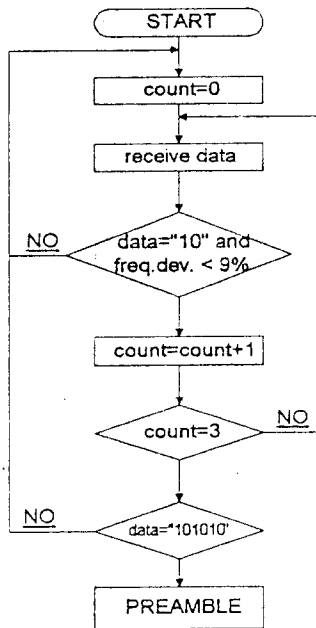 START
count=0
receive data
data="10" and
freq.dev. < 9%
NO
count=count+1
count=3
NO
NO
data="101010"
PREAMBLE